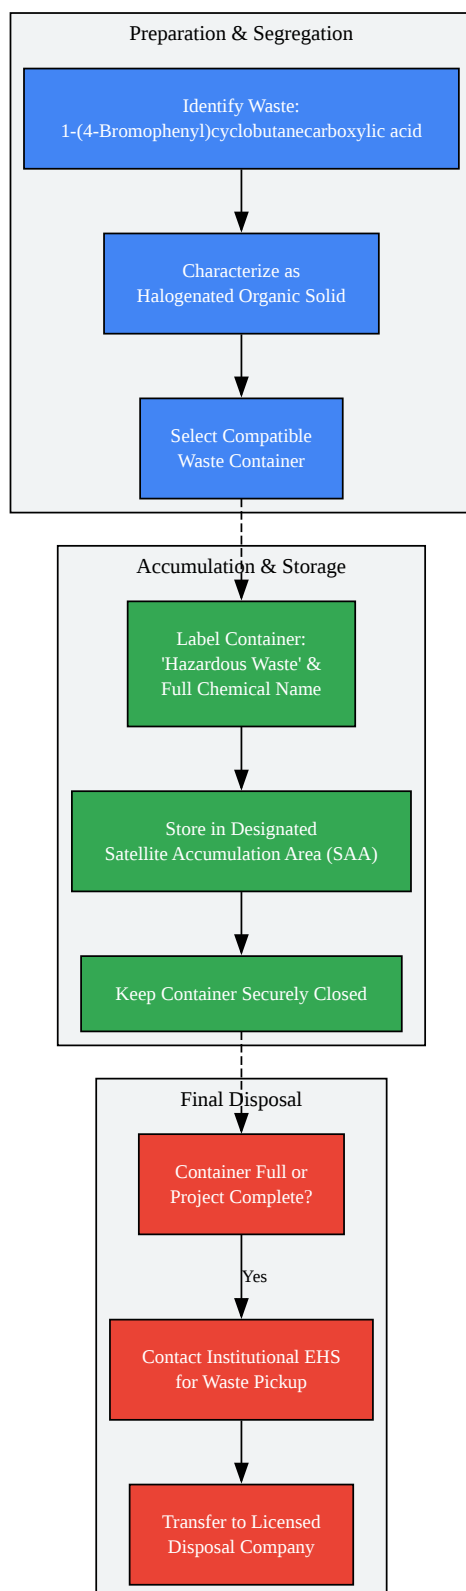 Preparation & Segregation
Identify Waste:
1-(4-Bromophenyl)cyclobutanecarboxylic acid
Characterize as
Halogenated Organic Solid
Select Compatible
Waste Container
Accumulation & Storage
Label Container:
'Hazardous Waste' &
Full Chemical Name
Store in Designated
Satellite Accumulation Area (SAA)
Keep Container Securely Closed
Final Disposal
Container Full or
Project Complete?
Yes
Contact Institutional EHS
for Waste Pickup
Transfer to Licensed
Disposal Company